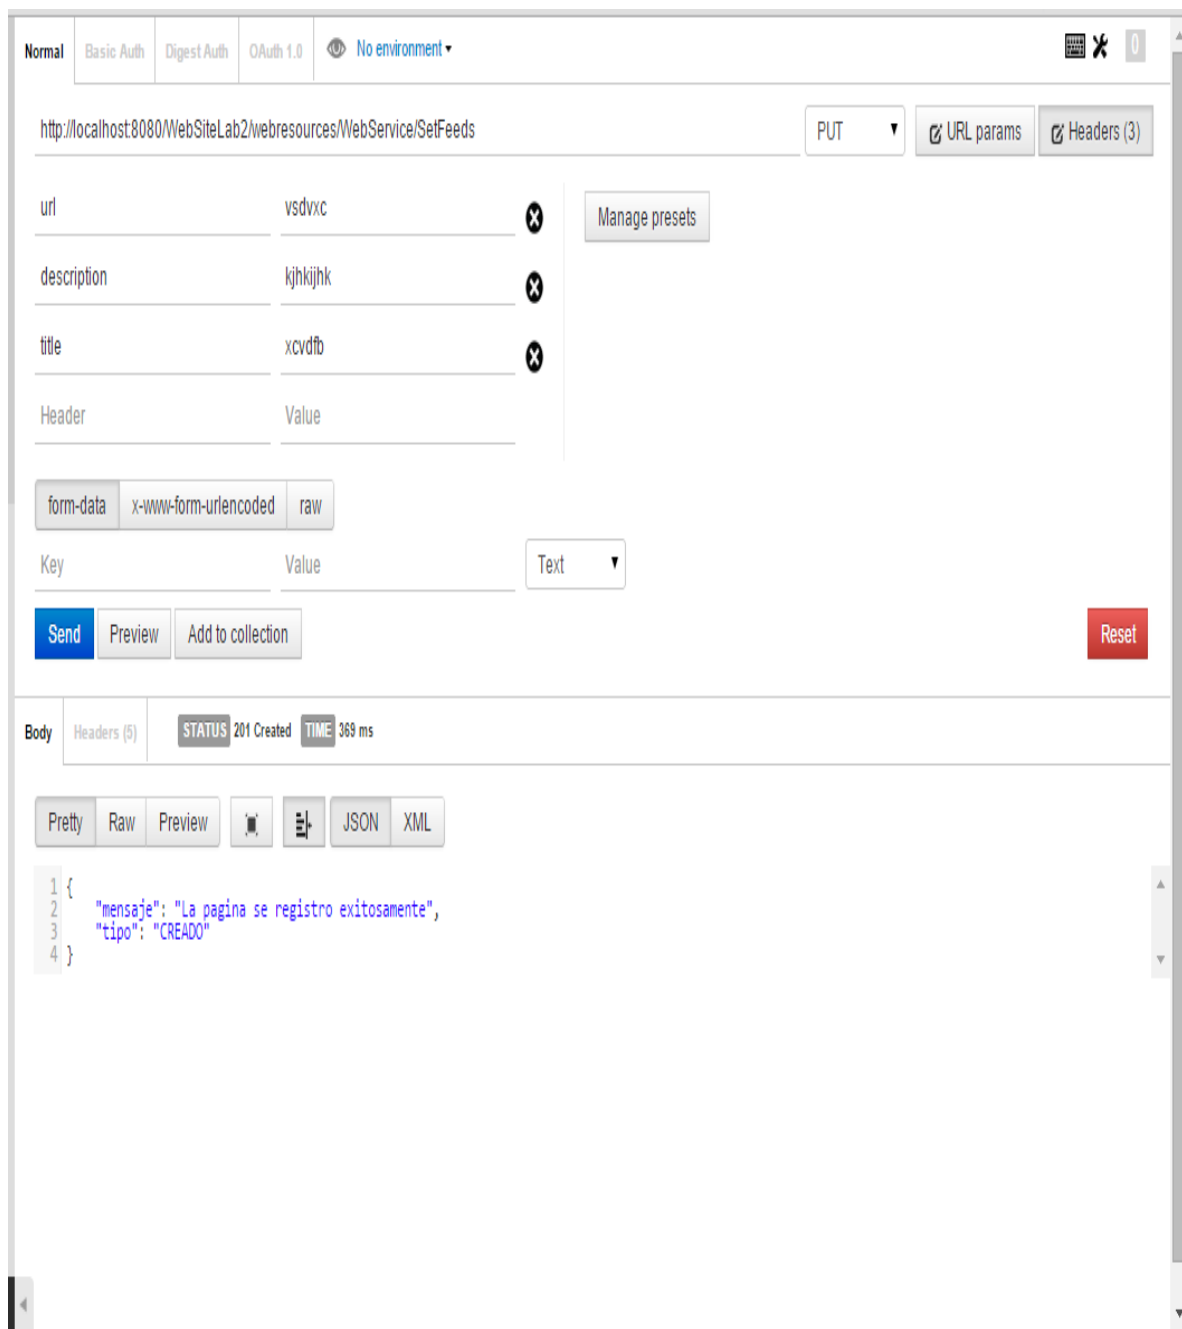 Normal Basic Auth Digest Auth OAuth 1.0 No environment 0
http://localhost:8080/WebSiteLab2/webresources/WebService/SetFeeds PUT URL params Headers (3)
url vsdvxc Manage presets
description kjhkijhk
title xcvdfb
Header Value
form-data x-www-form-urlencoded raw
Key Value Text
Send Preview Add to collection Reset
Body Headers (5) STATUS 201 Created TIME 369 ms
Pretty Raw Preview JSON XML
1 {
2 "mensaje": "La pagina se registro exitosamente",
3 "tipo": "CREADO"
4 }